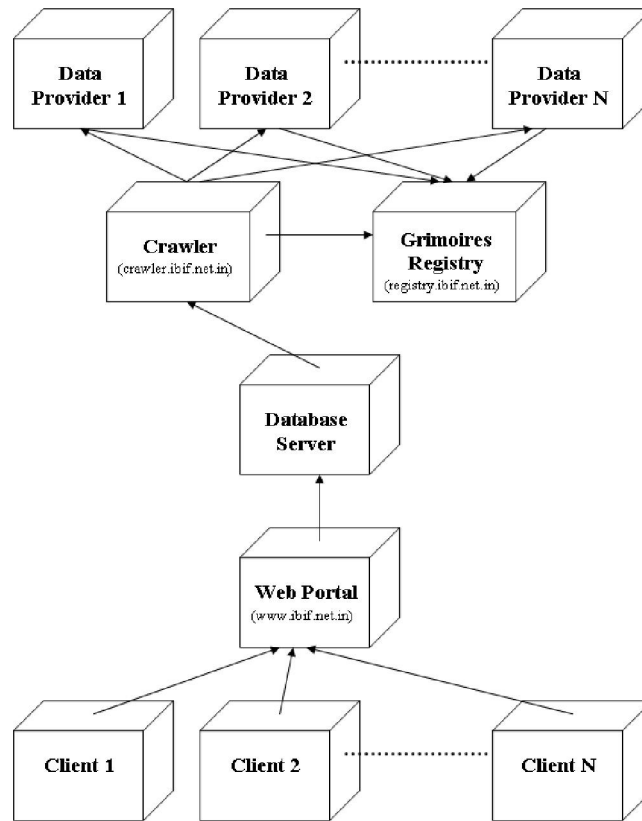 Data
Provider 1
Data
Provider 2
Data
Provider N
Crawler
(crawler.ibif.net.in)
Grimoires
Registry
(registry.ibif.net.in)
Database
Server
Web Portal
(www.ibif.net.in)
Client 1
Client 2
Client N